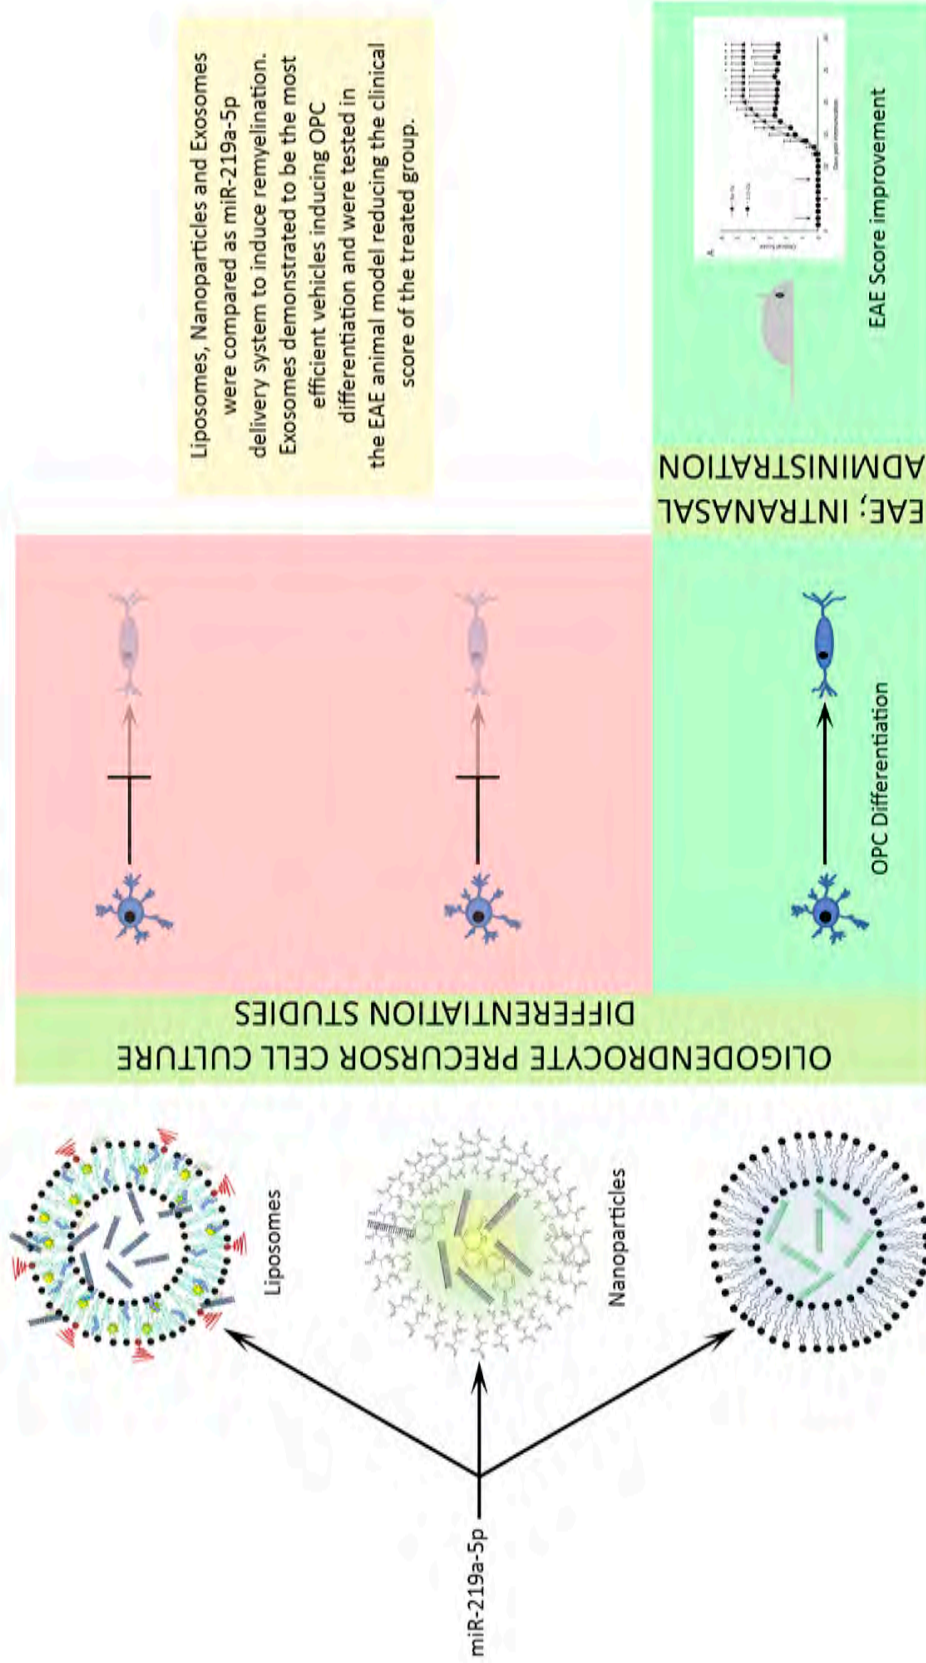 miR-219a-5p
Liposomes
Nanoparticles
OLIGODENDROCYTE PRECURSOR CELL CULTURE
DIFFERENTIATION STUDIES
OPC Differentiation
Liposomes, Nanoparticles and Exosomes
were compared as miR-219a-5p
delivery system to induce remyelination.
Exosomes demonstrated to be the most
efficient vehicles inducing OPC
differentiation and were tested in
the EAE animal model reducing the clinical
score of the treated group.
EAE; INTRANASAL
ADMINISTRATION
A
EAE Score improvement